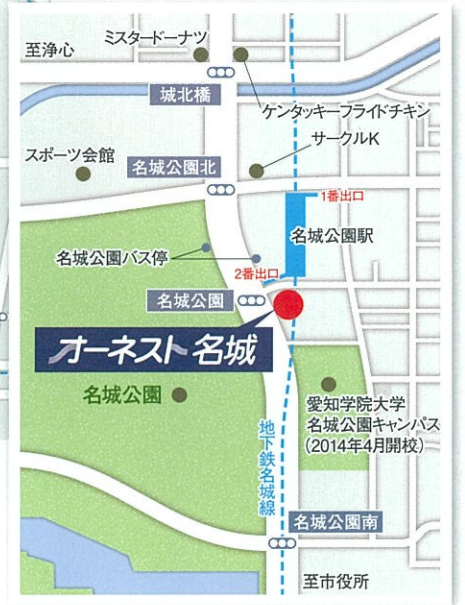 至浄心
ミスタードーナツ
城北橋
ケンタッキーフライドチキン
サークルK
スポーツ会館
名城公園北
1番出口
名城公園駅
名城公園バス停
2番出口
名城公園
オーネスト名城
名城公園
愛知学院大学
名城公園キャンパス
(2014年4月開校)
地下鉄名城線
名城公園南
至市役所